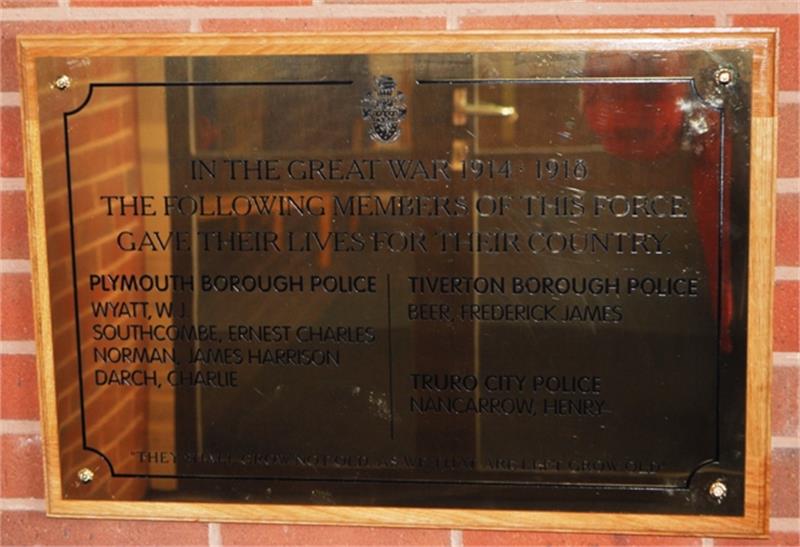 IN THE GREAT WAR 1914 - 1918
THE FOLLOWING MEMBERS OF THIS FORCE
GAVE THEIR LIVES FOR THEIR COUNTRY.
PLYMOUTH BOROUGH POLICE
WYATT, W.J.
SOUTHCOMBE, ERNEST CHARLES
NORMAN, JAMES HARRISON
DARCH, CHARLIE
TIVERTON BOROUGH POLICE
BEER, FREDERICK JAMES
TRURO CITY POLICE
NANCARROW, HENRY
"THEY SHALL GROW NOT OLD, AS WE THAT ARE LEFT GROW OLD"